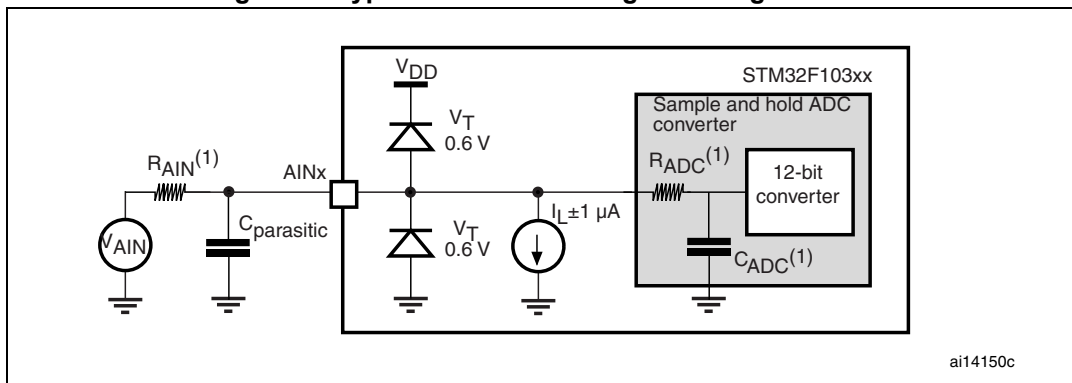 V_DD
STM32F103xx
Sample and hold ADC
converter
V_T
0.6 V
R_AIN(1)
AINx
R_ADC(1)
12-bit
converter
I_L±1 µA
C_parasitic
V_AIN
V_T
0.6 V
C_ADC(1)
ai14150c